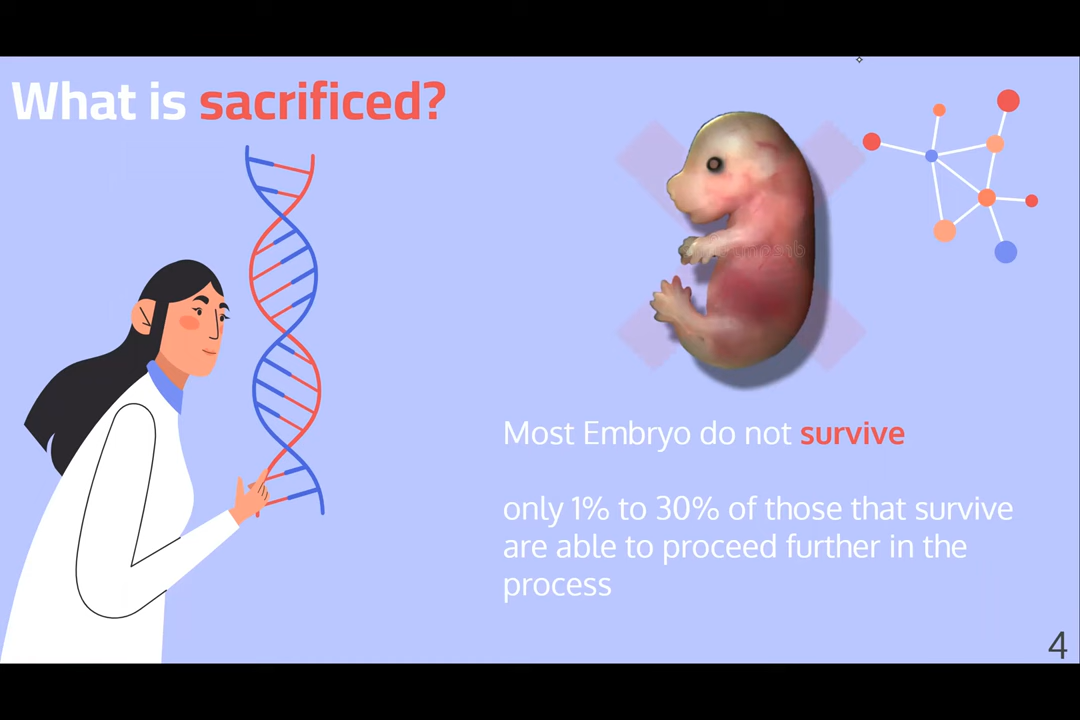 What is sacrificed?
Most Embryo do not survive
only 1% to 30% of those that survive
are able to proceed further in the
process
4